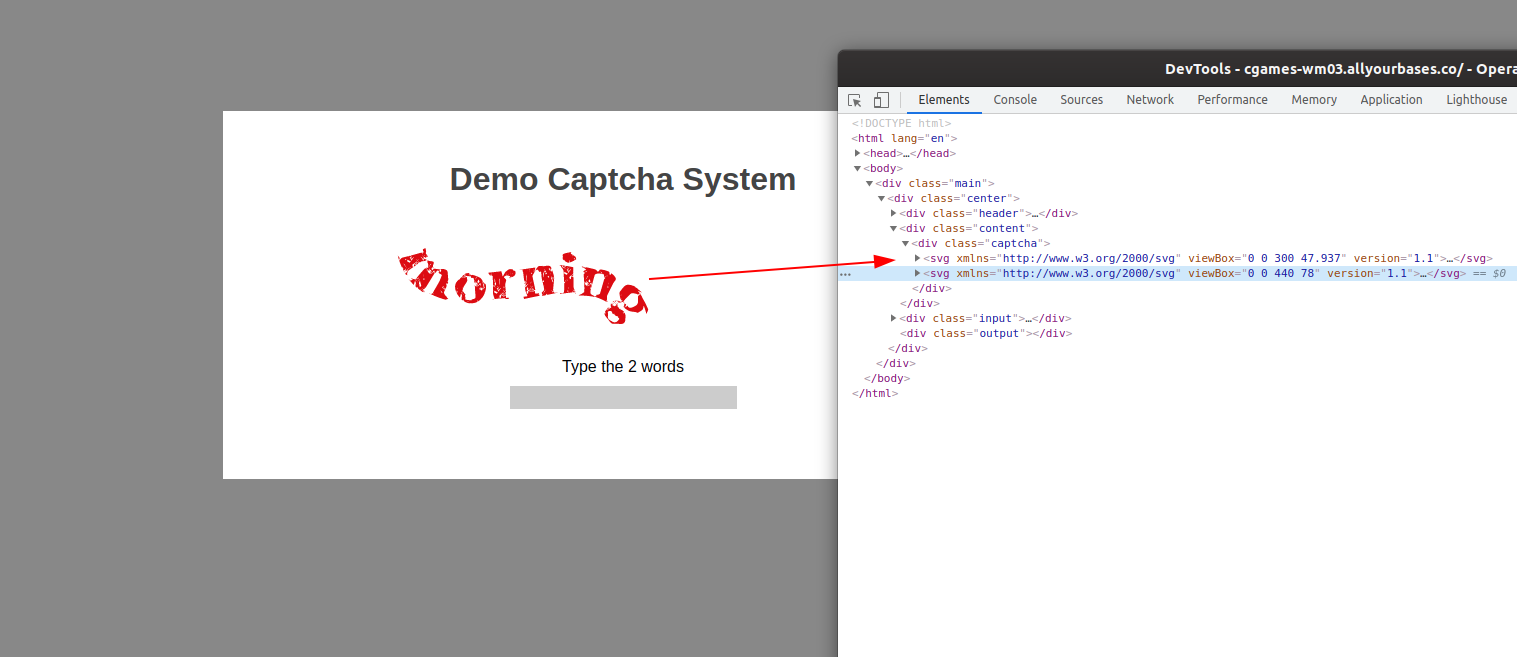 Demo Captcha System
morning
Type the 2 words
DevTools - cgames-wm03.allyourbases.co/ - Opera
Elements Console Sources Network Performance Memory Application Lighthouse
<!DOCTYPE html>
<html lang="en">
<head>…</head>
<body>
<div class="main">
<div class="center">
<div class="header">…</div>
<div class="content">
<div class="captcha">
<svg xmlns="http://www.w3.org/2000/svg" viewBox="0 0 300 47.937" version="1.1">…</svg>
<svg xmlns="http://www.w3.org/2000/svg" viewBox="0 0 440 78" version="1.1">…</svg> == $0
</div>
</div>
<div class="input">…</div>
<div class="output"></div>
</div>
</div>
</body>
</html>